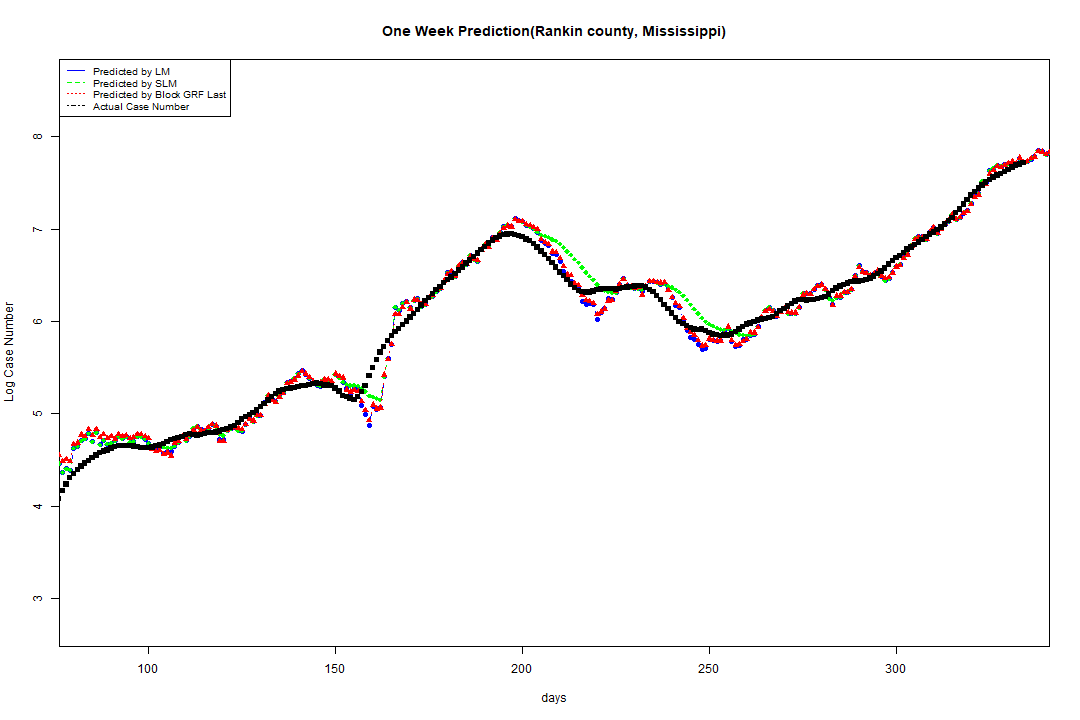 One Week Prediction(Rankin county, Mississippi)
Predicted by LM
Predicted by SLM
Predicted by Block GRF Last
Actual Case Number
8
7
6
5
4
3
Log Case Number
100 150 200 250 300
days